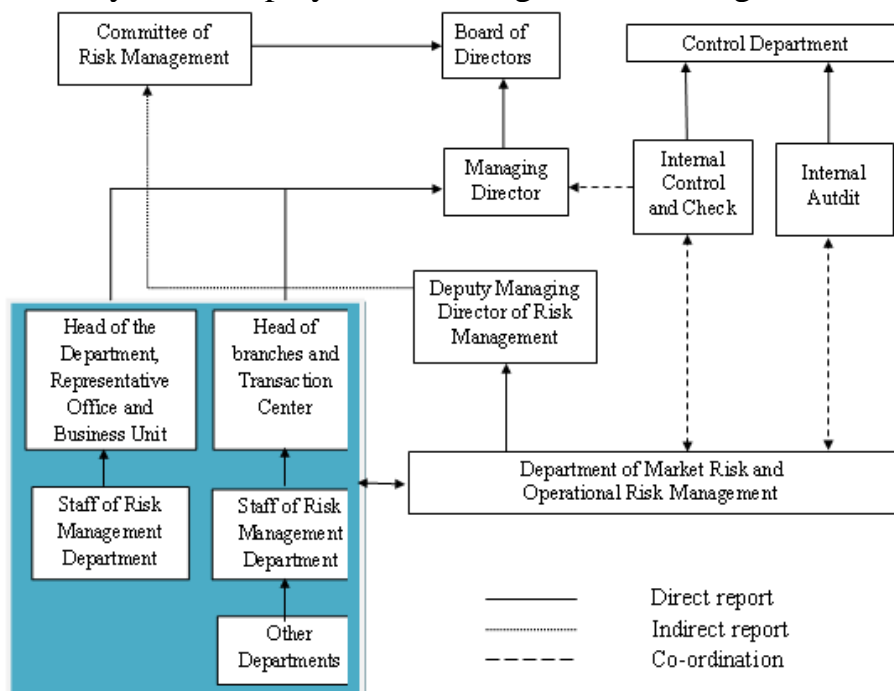 Committee of
Risk Management
Board of
Directors
Control Department
Managing
Director
Internal
Control
and Check
Internal
Autdit
Deputy Managing
Director of Risk
Management
Head of the
Department,
Representative
Office and
Business Unit
Head of
branches and
Transaction
Center
Staff of Risk
Management
Department
Staff of Risk
Management
Department
Department of Market Risk and
Operational Risk Management
Other
Departments
Direct report
Indirect report
Co-ordination